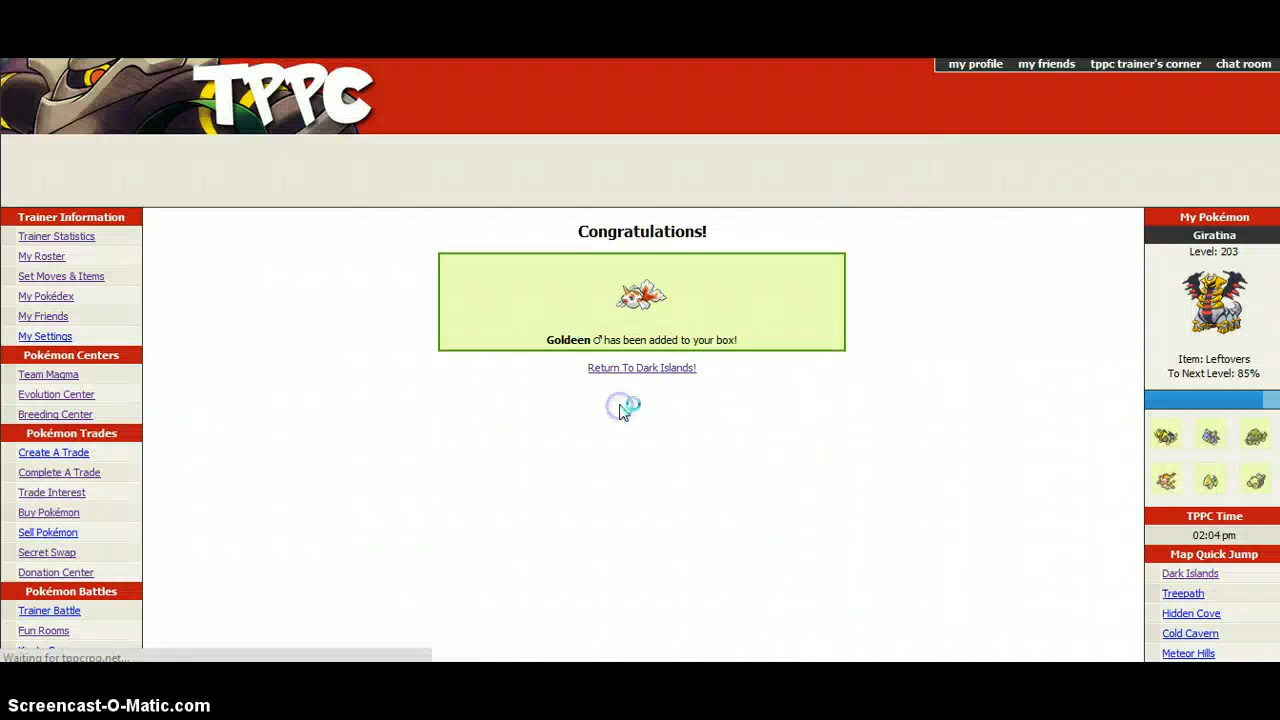 TPPC
my profile my friends tppc trainer's corner chat room
Trainer Information
Trainer Statistics
My Roster
Set Moves & Items
My Pokédex
My Friends
My Settings
Pokémon Centers
Team Magma
Evolution Center
Breeding Center
Pokémon Trades
Create A Trade
Complete A Trade
Trade Interest
Buy Pokémon
Sell Pokémon
Secret Swap
Donation Center
Pokémon Battles
Trainer Battle
Fun Rooms
Waiting for tppcrpg.net...
Congratulations!
Goldeen ♂ has been added to your box!
Return To Dark Islands!
My Pokémon
Giratina
Level: 203
Item: Leftovers
To Next Level: 85%
TPPC Time
02:04 pm
Map Quick Jump
Dark Islands
Treepath
Hidden Cove
Cold Cavern
Meteor Hills
Screencast-O-Matic.com